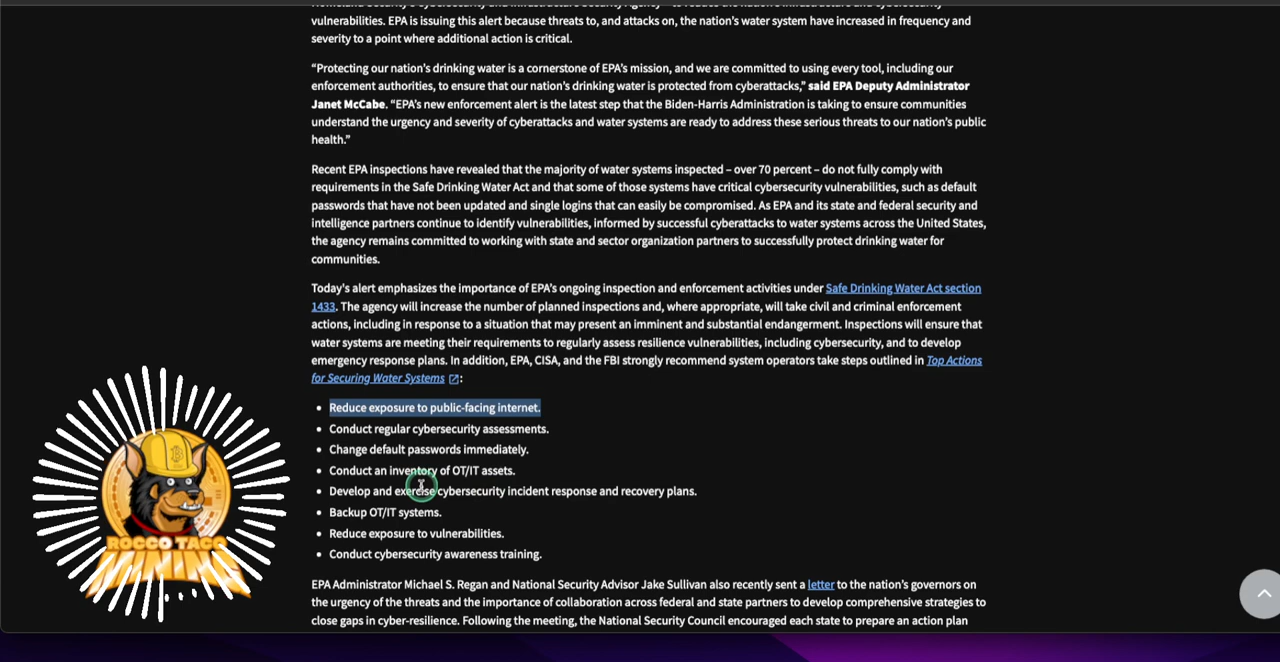 vulnerabilities. EPA is issuing this alert because threats to, and attacks on, the nation's water system have increased in frequency and
severity to a point where additional action is critical.
“Protecting our nation's drinking water is a cornerstone of EPA's mission, and we are committed to using every tool, including our
enforcement authorities, to ensure that our nation's drinking water is protected from cyberattacks,” said EPA Deputy Administrator
Janet McCabe. “EPA's new enforcement alert is the latest step that the Biden-Harris Administration is taking to ensure communities
understand the urgency and severity of cyberattacks and water systems are ready to address these serious threats to our nation's public
health.”
Recent EPA inspections have revealed that the majority of water systems inspected – over 70 percent – do not fully comply with
requirements in the Safe Drinking Water Act and that some of those systems have critical cybersecurity vulnerabilities, such as default
passwords that have not been updated and single logins that can easily be compromised. As EPA and its state and federal security and
intelligence partners continue to identify vulnerabilities, informed by successful cyberattacks to water systems across the United States,
the agency remains committed to working with state and sector organization partners to successfully protect drinking water for
communities.
Today's alert emphasizes the importance of EPA's ongoing inspection and enforcement activities under Safe Drinking Water Act section
1433. The agency will increase the number of planned inspections and, where appropriate, will take civil and criminal enforcement
actions, including in response to a situation that may present an imminent and substantial endangerment. Inspections will ensure that
water systems are meeting their requirements to regularly assess resilience vulnerabilities, including cybersecurity, and to develop
emergency response plans. In addition, EPA, CISA, and the FBI strongly recommend system operators take steps outlined in Top Actions
for Securing Water Systems:
• Reduce exposure to public-facing internet.
• Conduct regular cybersecurity assessments.
• Change default passwords immediately.
• Conduct an inventory of OT/IT assets.
• Develop and exercise cybersecurity incident response and recovery plans.
• Backup OT/IT systems.
• Reduce exposure to vulnerabilities.
• Conduct cybersecurity awareness training.
EPA Administrator Michael S. Regan and National Security Advisor Jake Sullivan also recently sent a letter to the nation's governors on
the urgency of the threats and the importance of collaboration across federal and state partners to develop comprehensive strategies to
close gaps in cyber-resilience. Following the meeting, the National Security Council encouraged each state to prepare an action plan
ROCCO TACO
MINING